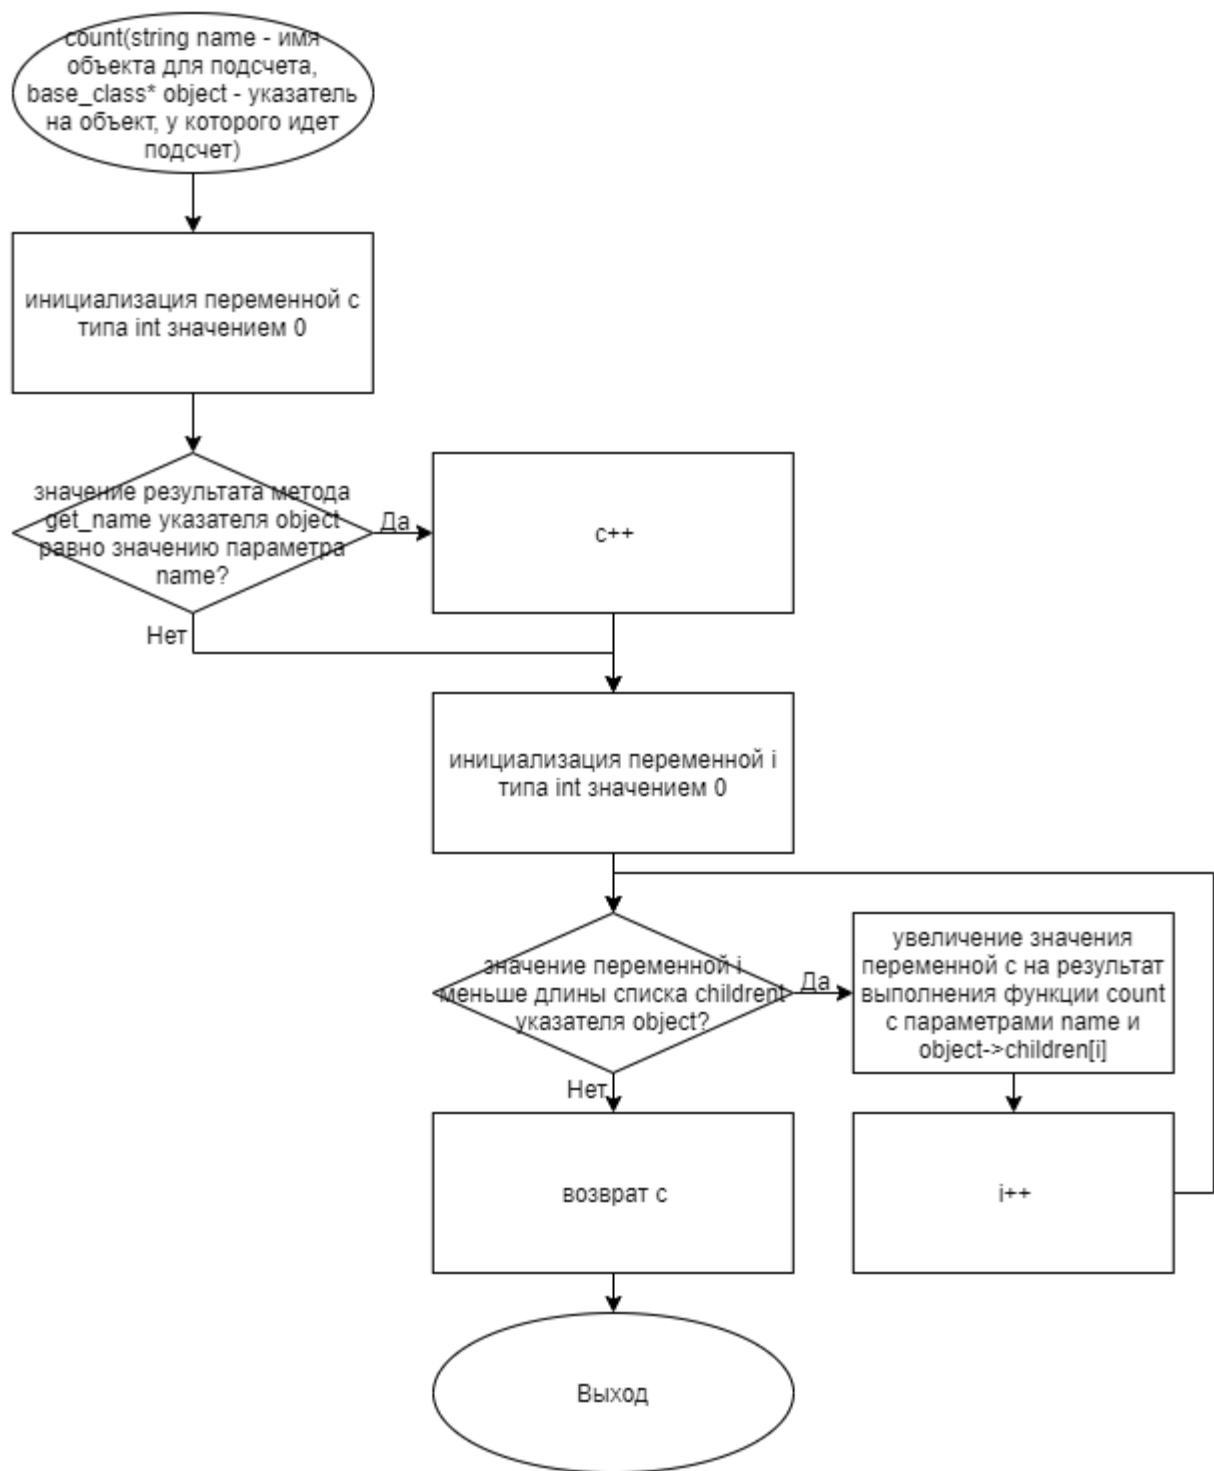 count(string name - имя
объекта для подсчета,
base_class* object - указатель
на объект, у которого идет
подсчет)
инициализация переменной c
типа int значением 0
значение результата метода
get_name указателя object
равно значению параметра
name?
Да
c++
Нет
инициализация переменной i
типа int значением 0
значение переменной i
меньше длины списка children
указателя object?
Да
увеличение значения
переменной c на результат
выполнения функции count
с параметрами name и
object->children[i]
Нет
возврат c
i++
Выход